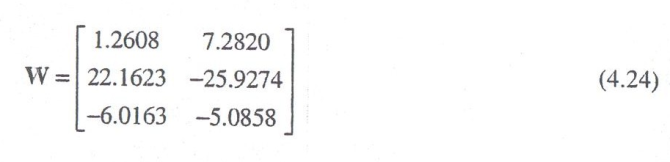 1.2608 7.2820
W = 22.1623 −25.9274 (4.24)
−6.0163 −5.0858